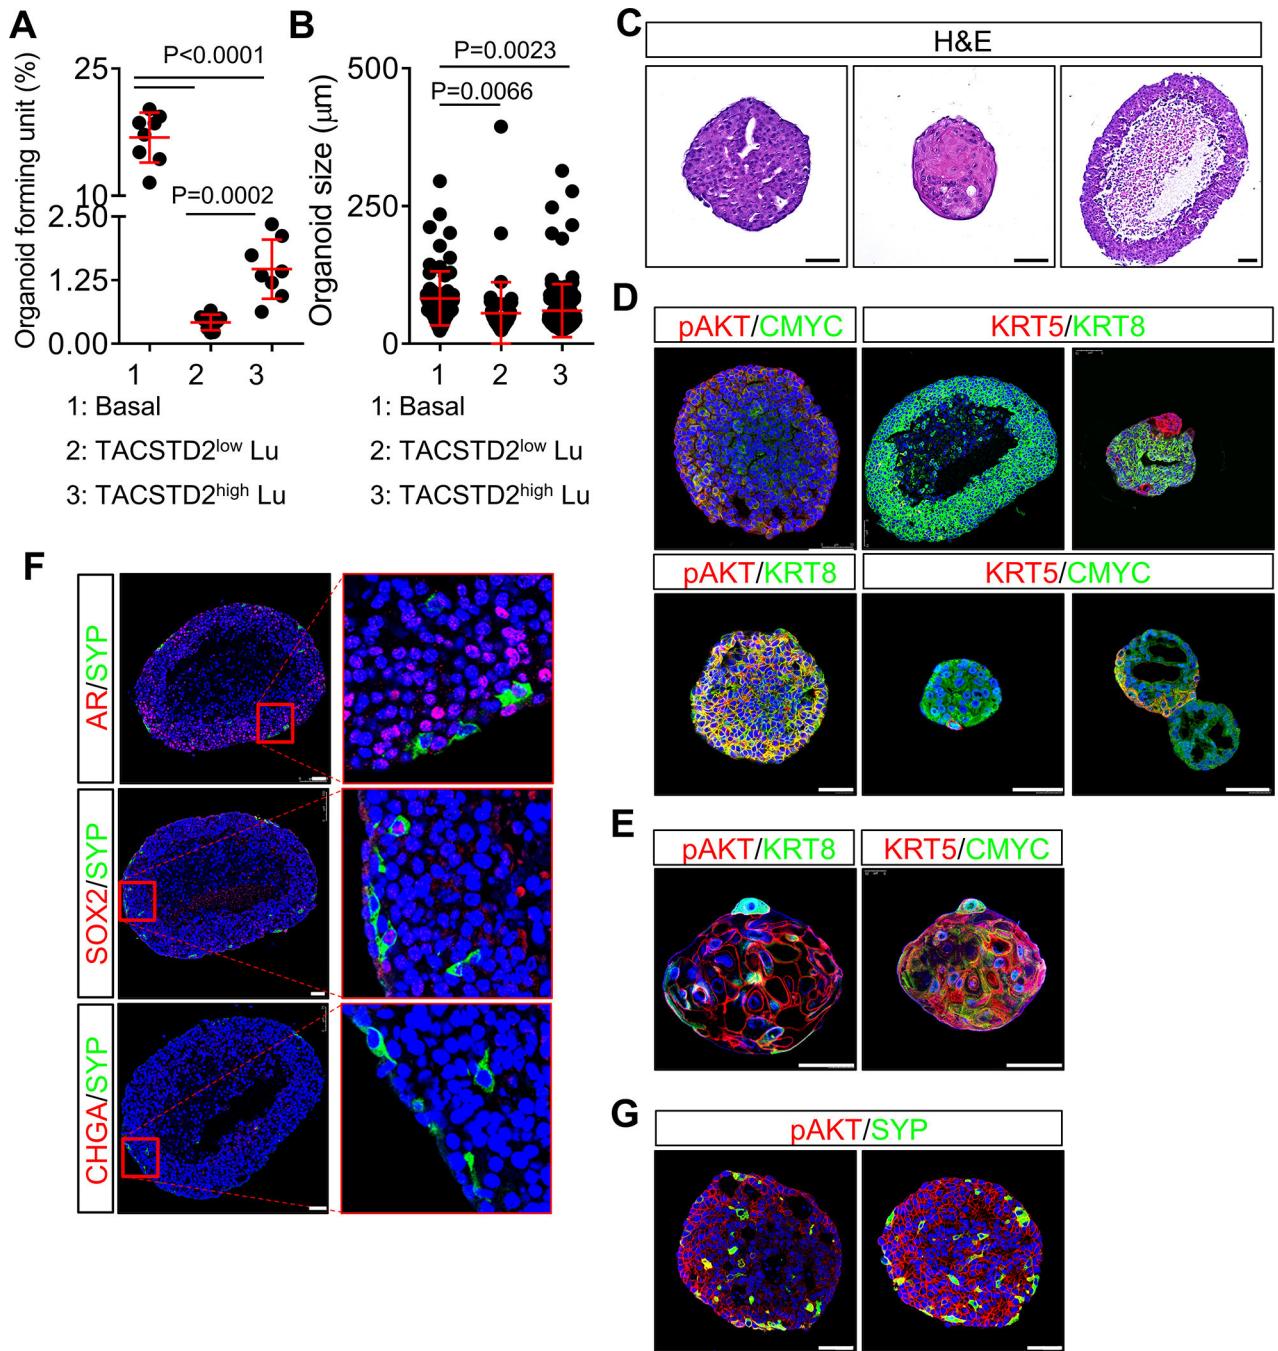 A
Organoid forming unit (%)
P<0.0001
P=0.0002
25
10
2.50
1.25
0.00
1 2 3
1: Basal
2: TACSTD2low Lu
3: TACSTD2high Lu
B
Organoid size (μm)
P=0.0023
P=0.0066
500
250
0
1 2 3
1: Basal
2: TACSTD2low Lu
3: TACSTD2high Lu
C
H&E
D
pAKT/CMYC
KRT5/KRT8
pAKT/KRT8
KRT5/CMYC
E
pAKT/KRT8
KRT5/CMYC
F
AR/SYP
SOX2/SYP
CHGA/SYP
G
pAKT/SYP